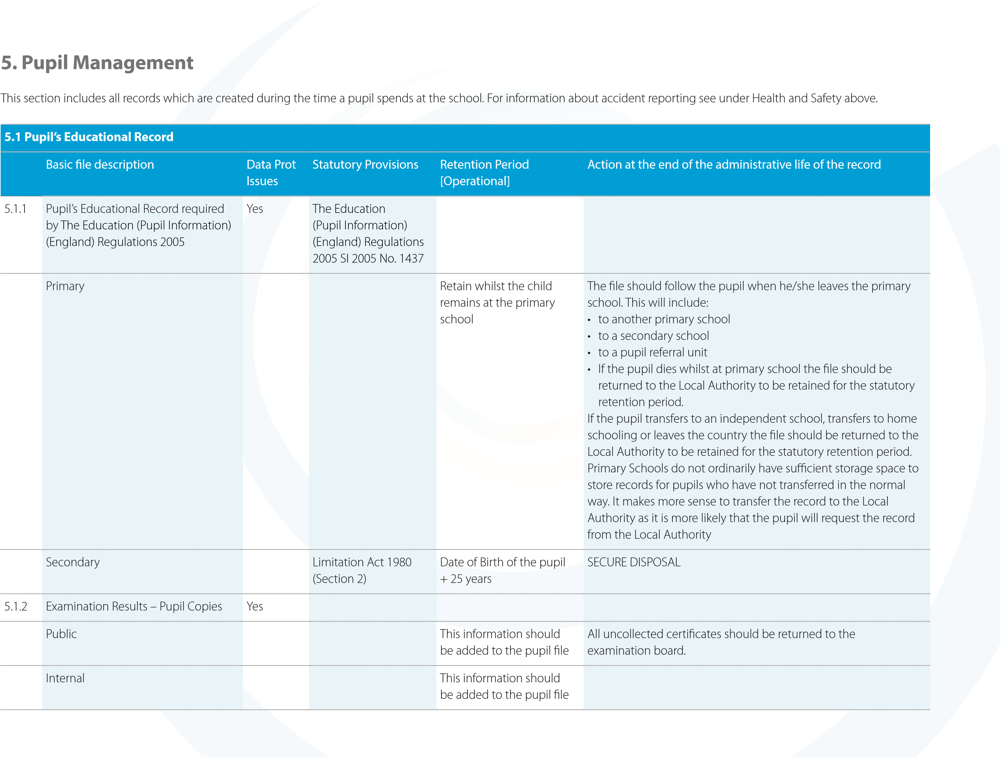 5. Pupil Management
This section includes all records which are created during the time a pupil spends at the school. For information about accident reporting see under Health and Safety above.
5.1 Pupil’s Educational Record
Basic file description
Data Prot
Issues
Statutory Provisions
Retention Period
[Operational]
Action at the end of the administrative life of the record
5.1.1
Pupil’s Educational Record required
by The Education (Pupil Information)
(England) Regulations 2005
Yes
The Education
(Pupil Information)
(England) Regulations
2005 SI 2005 No. 1437
Primary
Retain whilst the child
remains at the primary
school
The file should follow the pupil when he/she leaves the primary
school. This will include:
• to another primary school
• to a secondary school
• to a pupil referral unit
• If the pupil dies whilst at primary school the file should be
returned to the Local Authority to be retained for the statutory
retention period.
If the pupil transfers to an independent school, transfers to home
schooling or leaves the country the file should be returned to the
Local Authority to be retained for the statutory retention period.
Primary Schools do not ordinarily have sufficient storage space to
store records for pupils who have not transferred in the normal
way. It makes more sense to transfer the record to the Local
Authority as it is more likely that the pupil will request the record
from the Local Authority
Secondary
Limitation Act 1980
(Section 2)
Date of Birth of the pupil
+ 25 years
SECURE DISPOSAL
5.1.2
Examination Results – Pupil Copies
Yes
Public
This information should
be added to the pupil file
All uncollected certificates should be returned to the
examination board.
Internal
This information should
be added to the pupil file